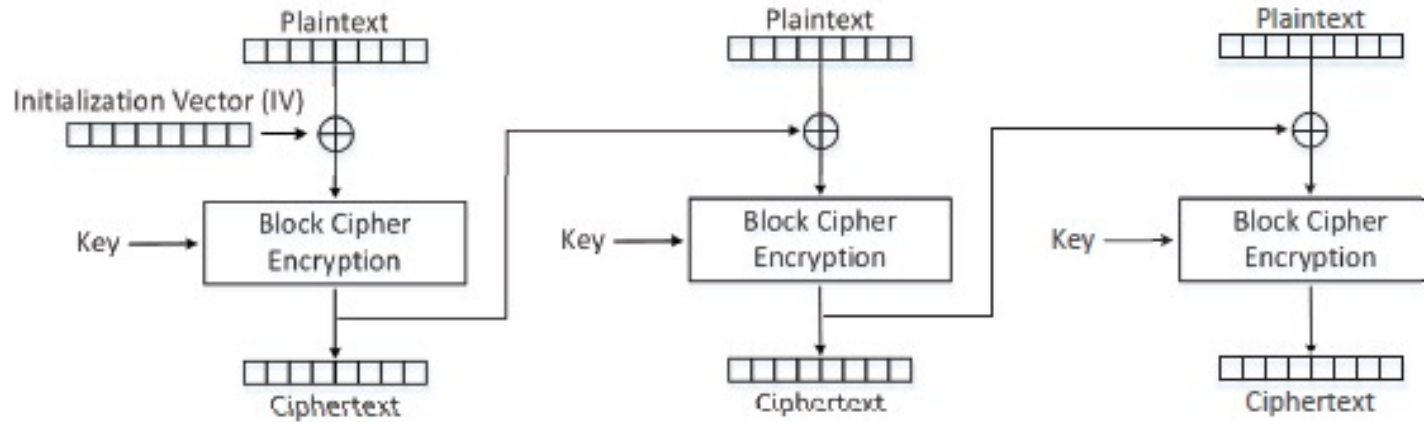 Plaintext
Plaintext
Plaintext
Initialization Vector (IV)
Key
Block Cipher
Encryption
Key
Block Cipher
Encryption
Key
Block Cipher
Encryption
Ciphertext
Ciphertext
Ciphertext